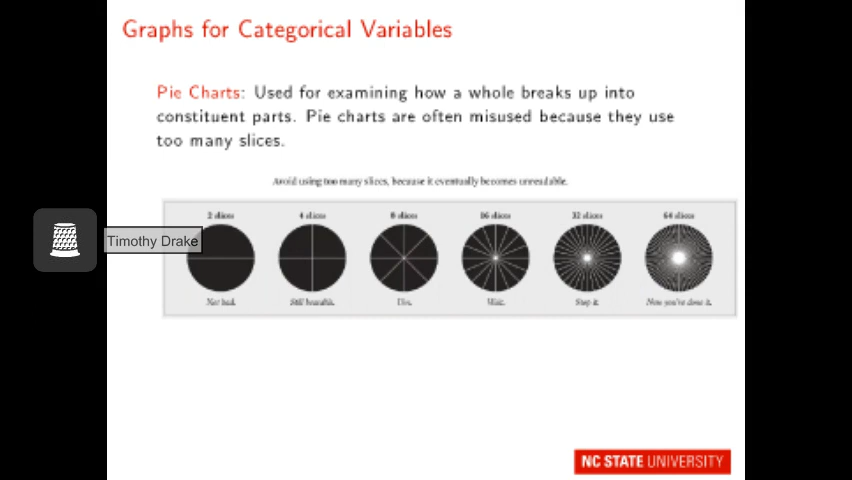 Graphs for Categorical Variables
Pie Charts: Used for examining how a whole breaks up into
constituent parts. Pie charts are often misused because they use
too many slices.
Avoid using too many slices, because it eventually becomes unreadable.
2 slices 4 slices 8 slices 16 slices 32 slices 64 slices
Timothy Drake
Not bad. Still bearable. Um. Wait. Stop it. Now you've done it.
NC STATE UNIVERSITY